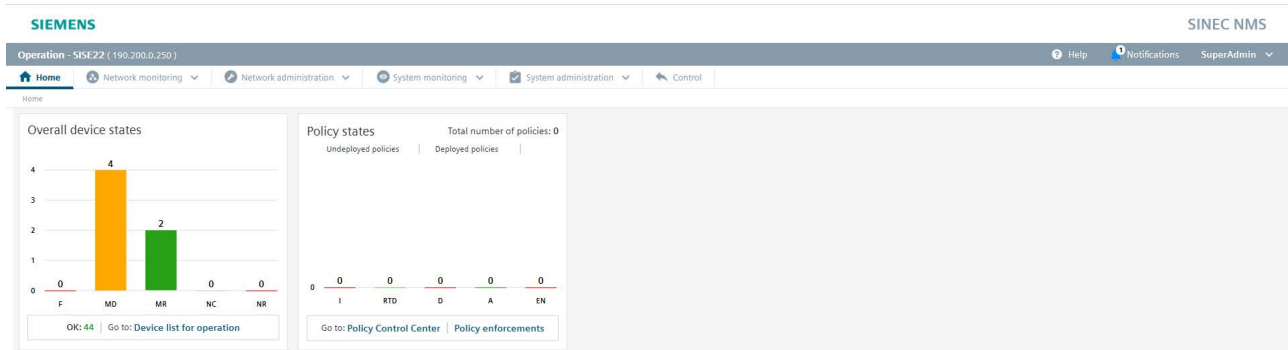 SIEMENS
SINEC NMS
Operation - SISE22 ( 190.200.0.250 )
Help
1
Notifications
SuperAdmin
Home
Network monitoring
Network administration
System monitoring
System administration
Control
Home
Overall device states
4
4
3
2
2
1
0
0
0
0
F
MD
MR
NC
NR
OK: 44 | Go to: Device list for operation
Policy states
Total number of policies: 0
Undeployed policies | Deployed policies |
0
0
0
0
0
0
I
RTD
D
A
EN
Go to: Policy Control Center | Policy enforcements